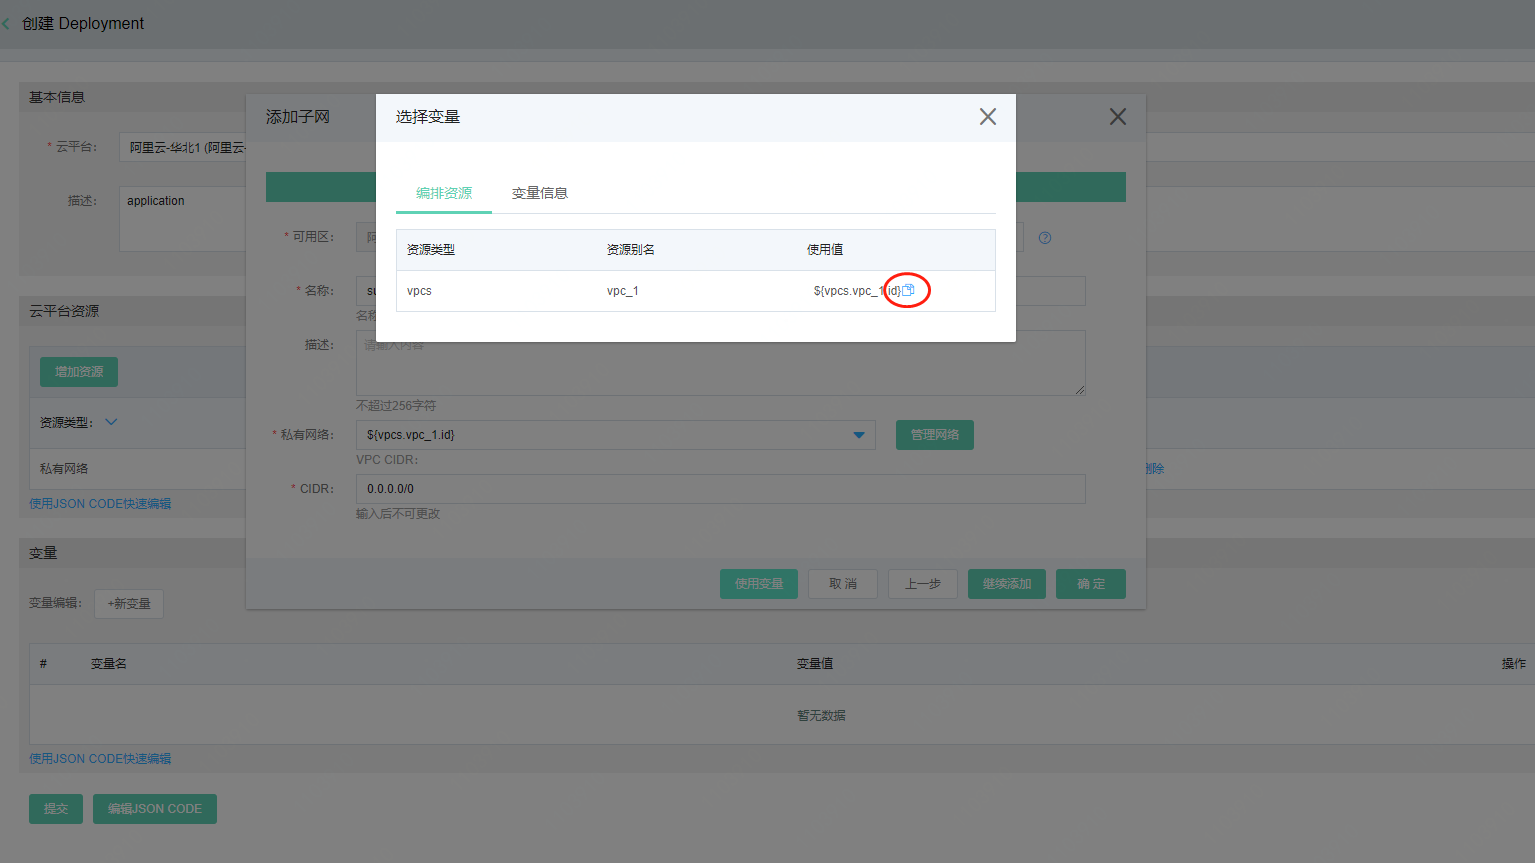 创建 Deployment
基本信息
* 云平台：
阿里云-华北1 (阿里云-
描述：
application
云平台资源
增加资源
资源类型：
私有网络
删除
使用JSON CODE快速编辑
变量
变量编辑：
+新变量
# 变量名 变量值 操作
暂无数据
使用JSON CODE快速编辑
提交
编辑JSON CODE
添加子网
* 可用区：
* 名称：
描述：
请输入内容
不超过256字符
* 私有网络：
${vpcs.vpc_1.id}
管理网络
VPC CIDR：
* CIDR：
0.0.0.0/0
输入后不可更改
使用变量
取 消
上一步
继续添加
确 定
选择变量
编排资源 变量信息
资源类型 资源别名 使用值
vpcs vpc_1 ${vpcs.vpc_1.id}